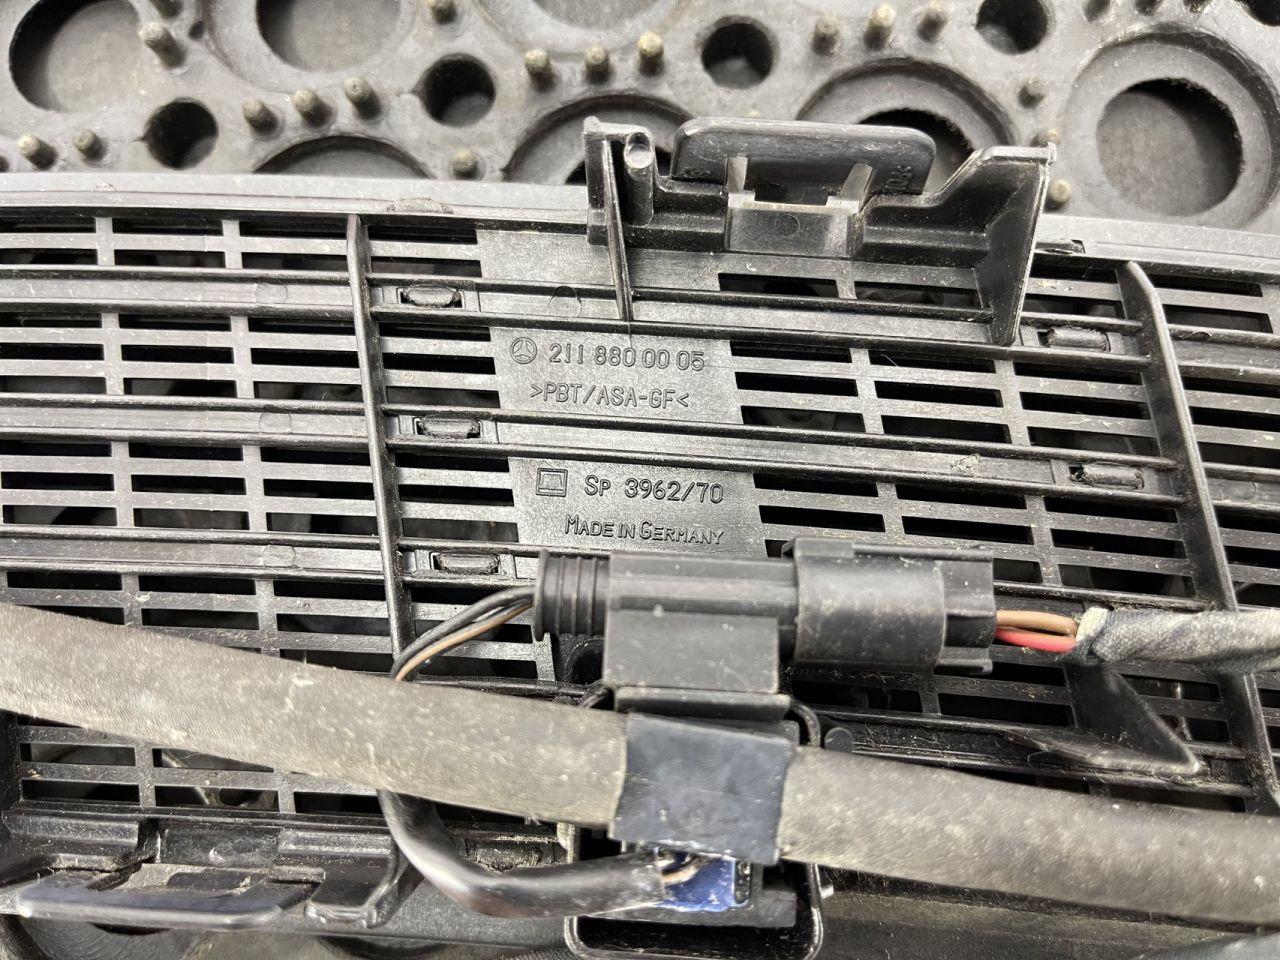 211 880 00 05
>PBT/ASA-GF<
SP 3962/70
MADE IN GERMANY